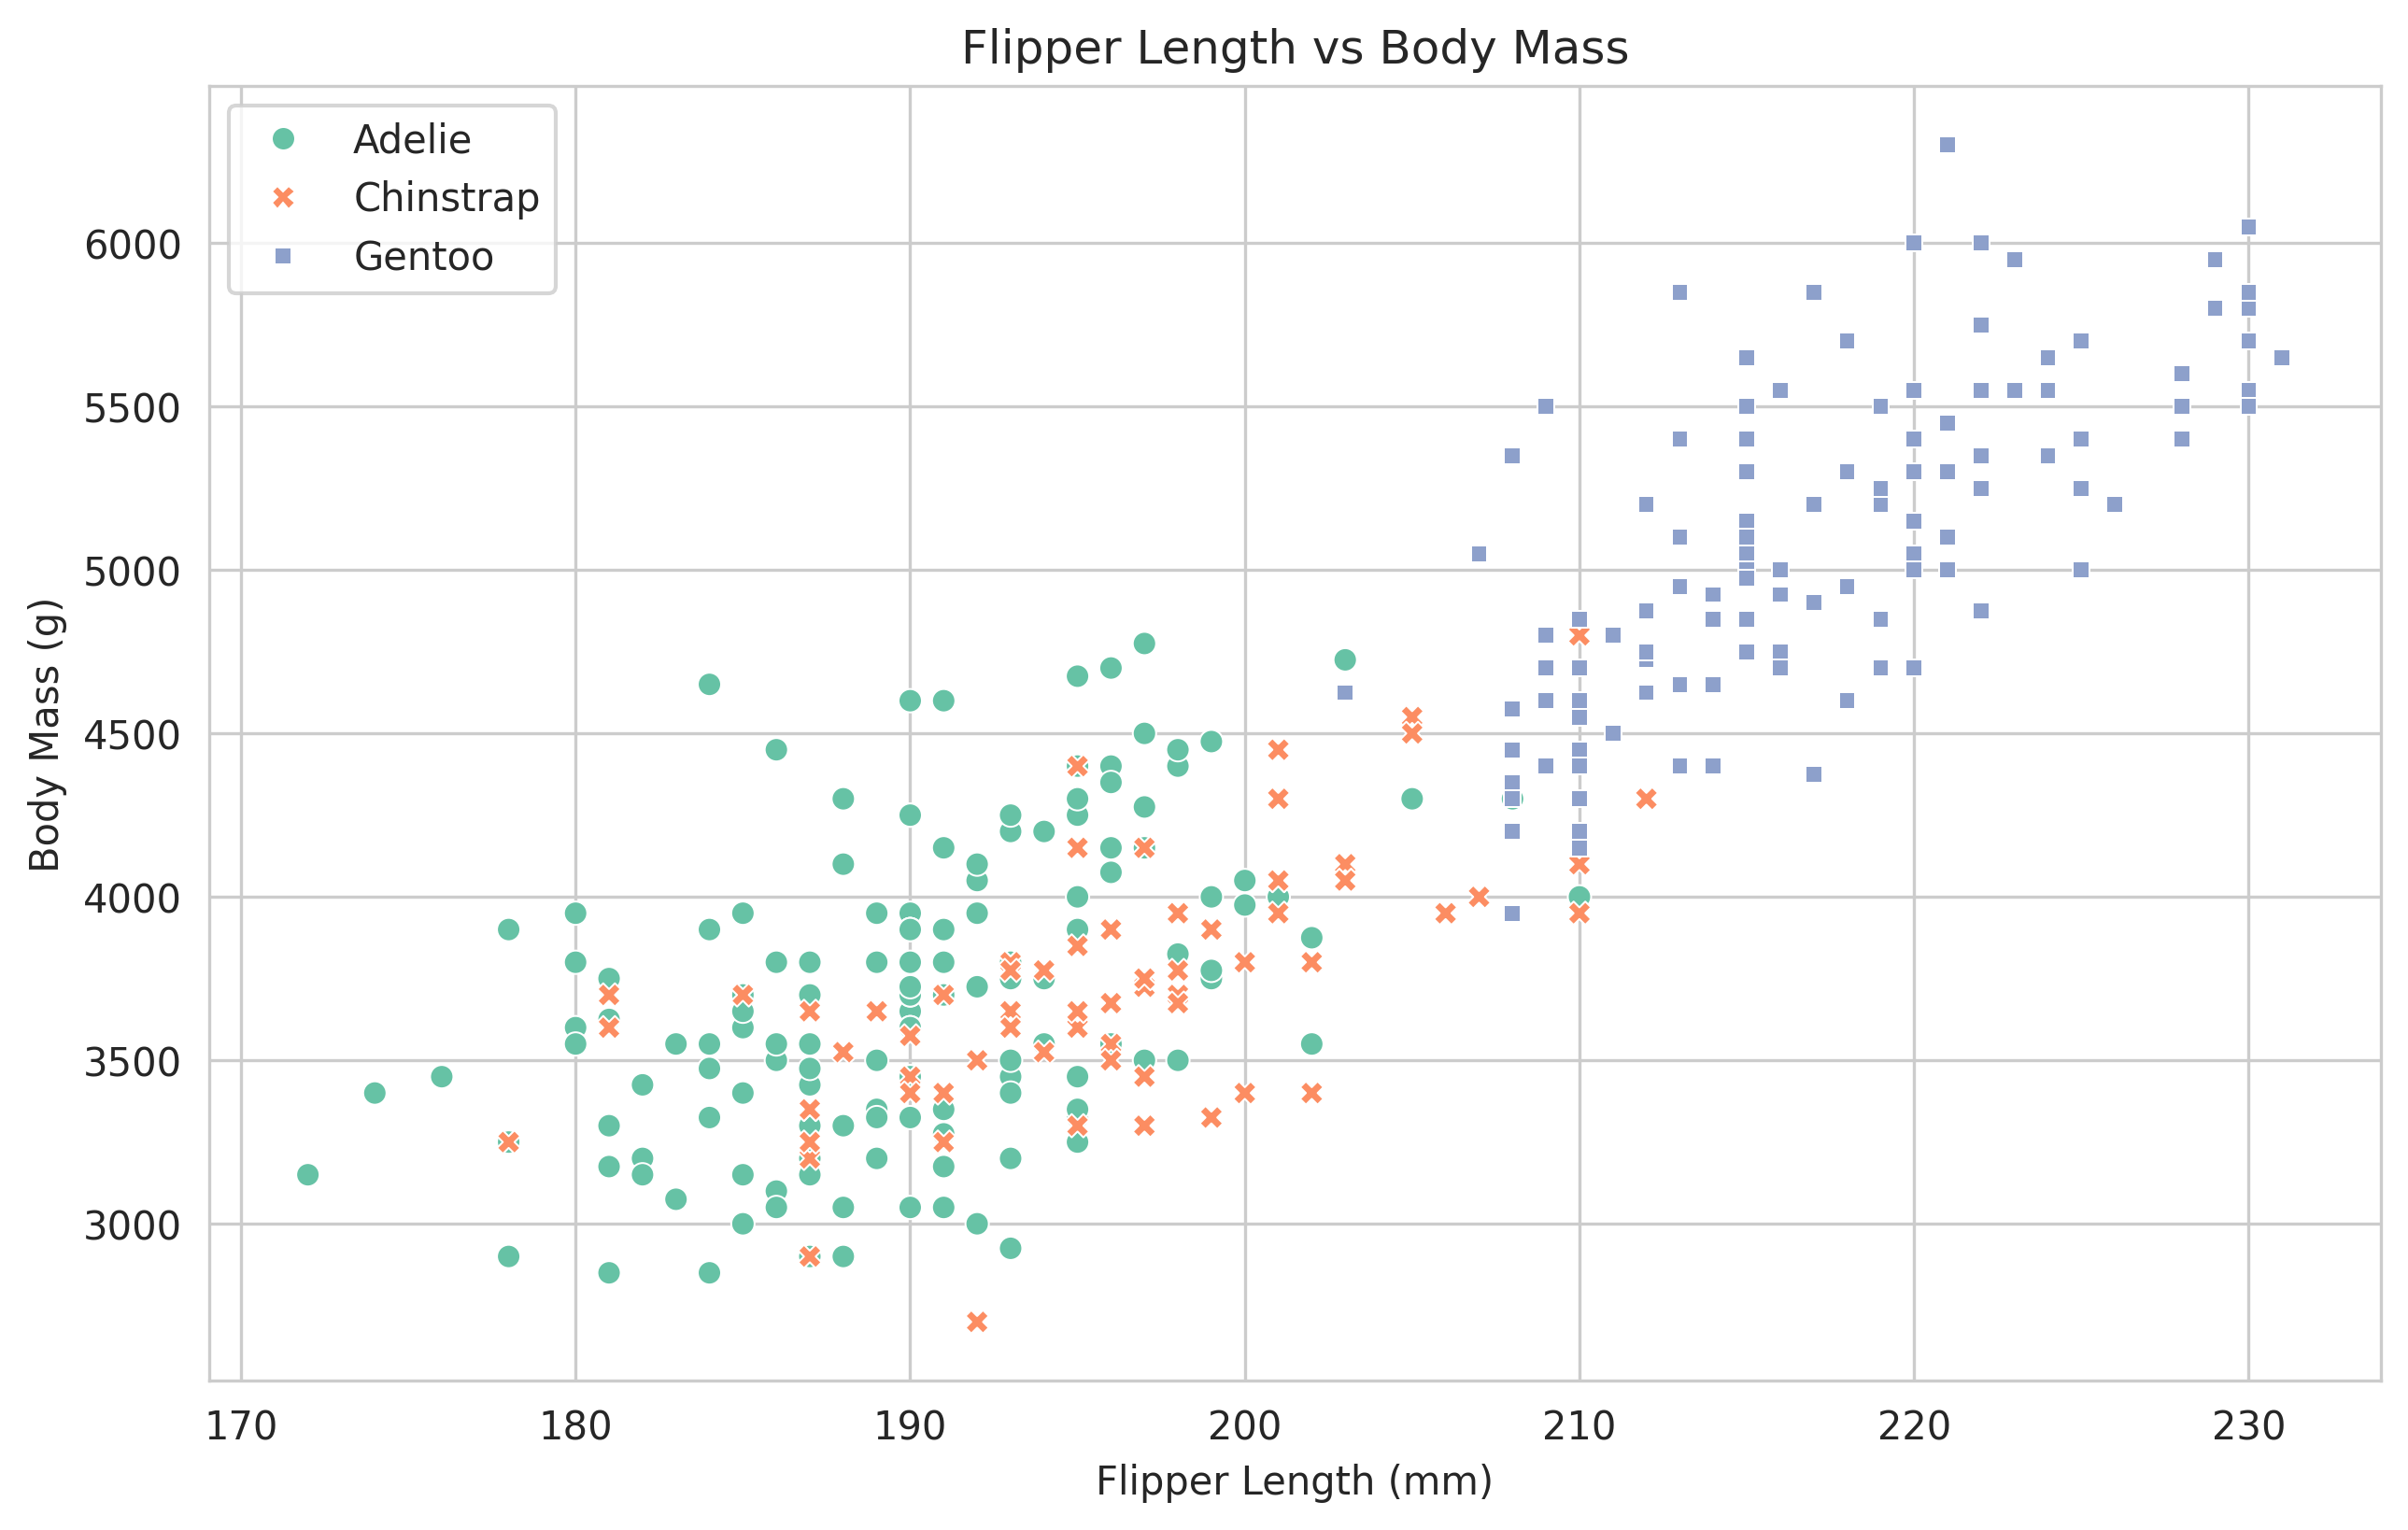 Flipper Length vs Body Mass
Adelie
Chinstrap
Gentoo
Body Mass (g)
6000
5500
5000
4500
4000
3500
3000
170 180 190 200 210 220 230
Flipper Length (mm)